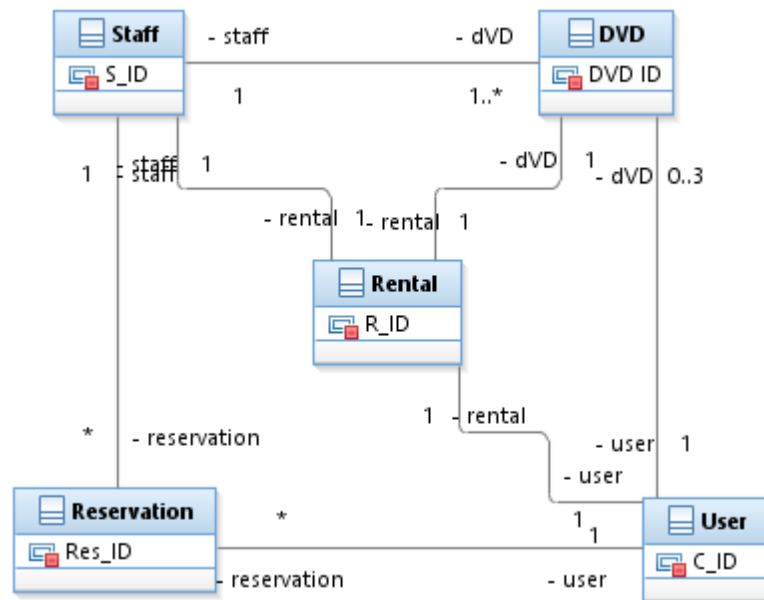 Staff
- staff
- dVD
DVD
S_ID
DVD ID
1
1..*
1
- staff
- staff
1
- dVD
1
- dVD
0..3
- rental
1
- rental
1
Rental
R_ID
1
- rental
*
- reservation
- user
1
- user
Reservation
*
1
1
User
Res_ID
C_ID
- reservation
- user